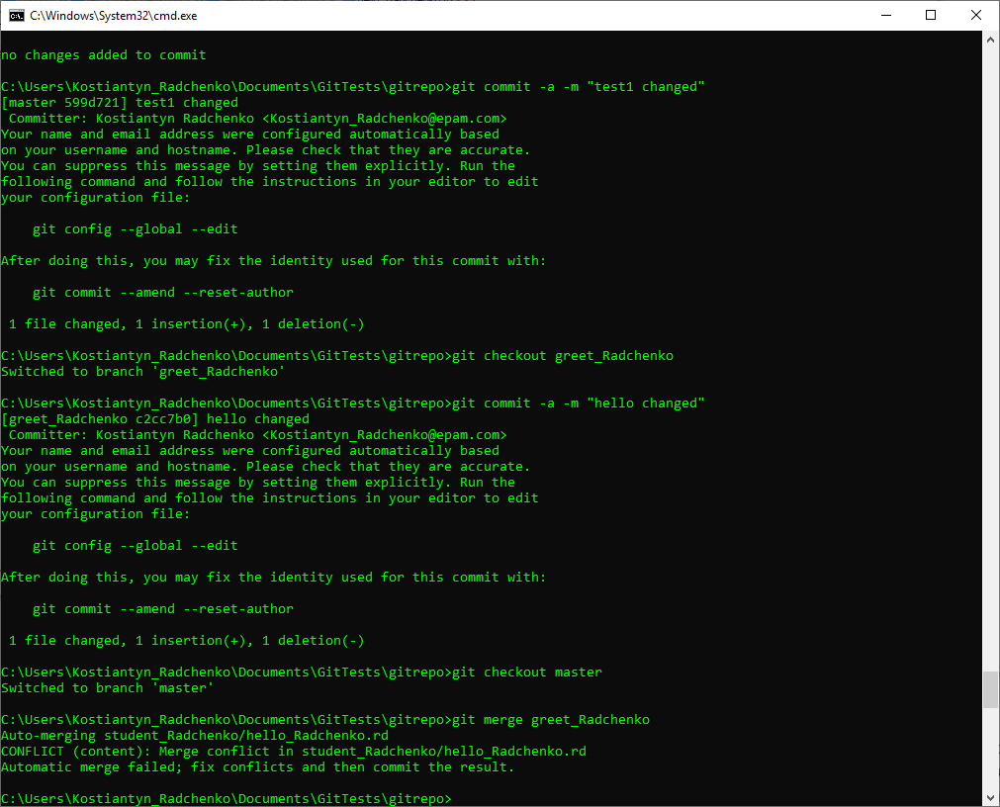 C:\Windows\System32\cmd.exe
no changes added to commit
C:\Users\Kostiantyn_Radchenko\Documents\GitTests\gitrepo>git commit -a -m "test1 changed"
[master 599d721] test1 changed
 Committer: Kostiantyn Radchenko <Kostiantyn_Radchenko@epam.com>
Your name and email address were configured automatically based
on your username and hostname. Please check that they are accurate.
You can suppress this message by setting them explicitly. Run the
following command and follow the instructions in your editor to edit
your configuration file:
    git config --global --edit
After doing this, you may fix the identity used for this commit with:
    git commit --amend --reset-author
 1 file changed, 1 insertion(+), 1 deletion(-)
C:\Users\Kostiantyn_Radchenko\Documents\GitTests\gitrepo>git checkout greet_Radchenko
Switched to branch 'greet_Radchenko'
C:\Users\Kostiantyn_Radchenko\Documents\GitTests\gitrepo>git commit -a -m "hello changed"
[greet_Radchenko c2cc7b0] hello changed
 Committer: Kostiantyn Radchenko <Kostiantyn_Radchenko@epam.com>
Your name and email address were configured automatically based
on your username and hostname. Please check that they are accurate.
You can suppress this message by setting them explicitly. Run the
following command and follow the instructions in your editor to edit
your configuration file:
    git config --global --edit
After doing this, you may fix the identity used for this commit with:
    git commit --amend --reset-author
 1 file changed, 1 insertion(+), 1 deletion(-)
C:\Users\Kostiantyn_Radchenko\Documents\GitTests\gitrepo>git checkout master
Switched to branch 'master'
C:\Users\Kostiantyn_Radchenko\Documents\GitTests\gitrepo>git merge greet_Radchenko
Auto-merging student_Radchenko/hello_Radchenko.rd
CONFLICT (content): Merge conflict in student_Radchenko/hello_Radchenko.rd
Automatic merge failed; fix conflicts and then commit the result.
C:\Users\Kostiantyn_Radchenko\Documents\GitTests\gitrepo>